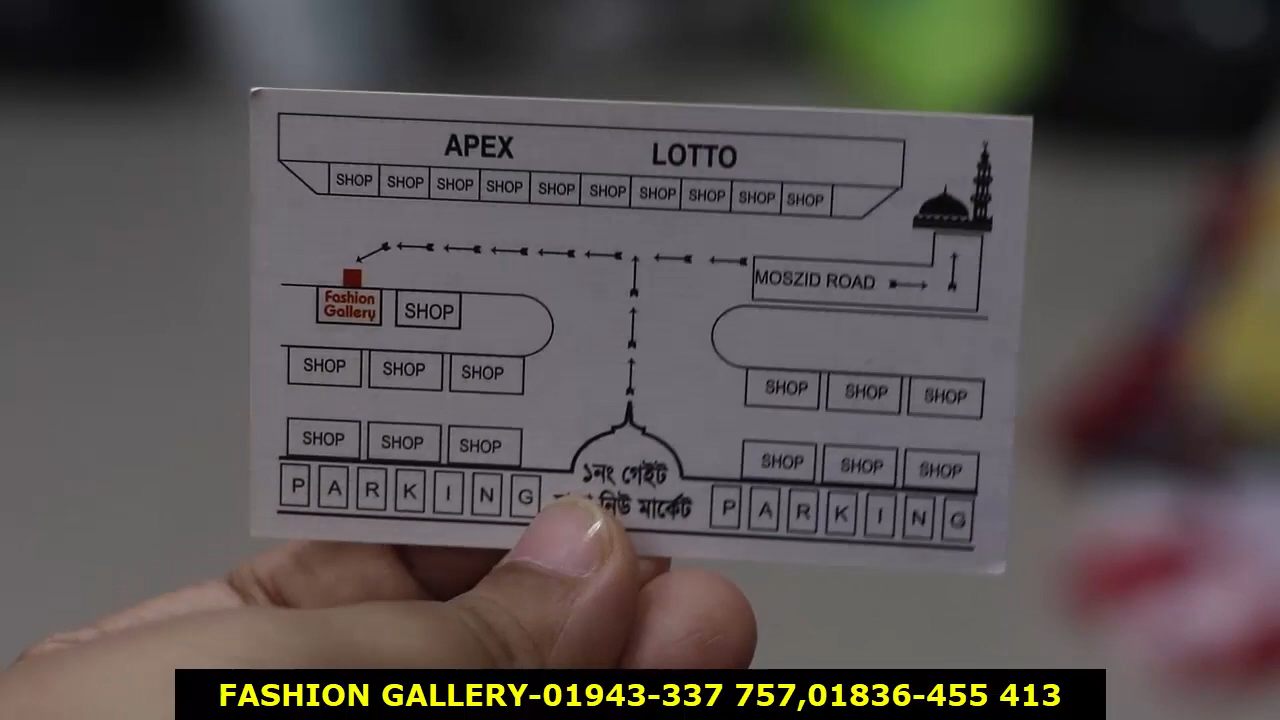 APEX LOTTO
SHOP SHOP SHOP SHOP SHOP SHOP SHOP SHOP SHOP SHOP
MOSZID ROAD
Fashion
Gallery
SHOP
SHOP SHOP SHOP
SHOP SHOP SHOP
SHOP SHOP SHOP
SHOP SHOP SHOP
১নং গেইট
নিউ মার্কেট
P A R K I N G
P A R K I N G
FASHION GALLERY-01943-337 757,01836-455 413